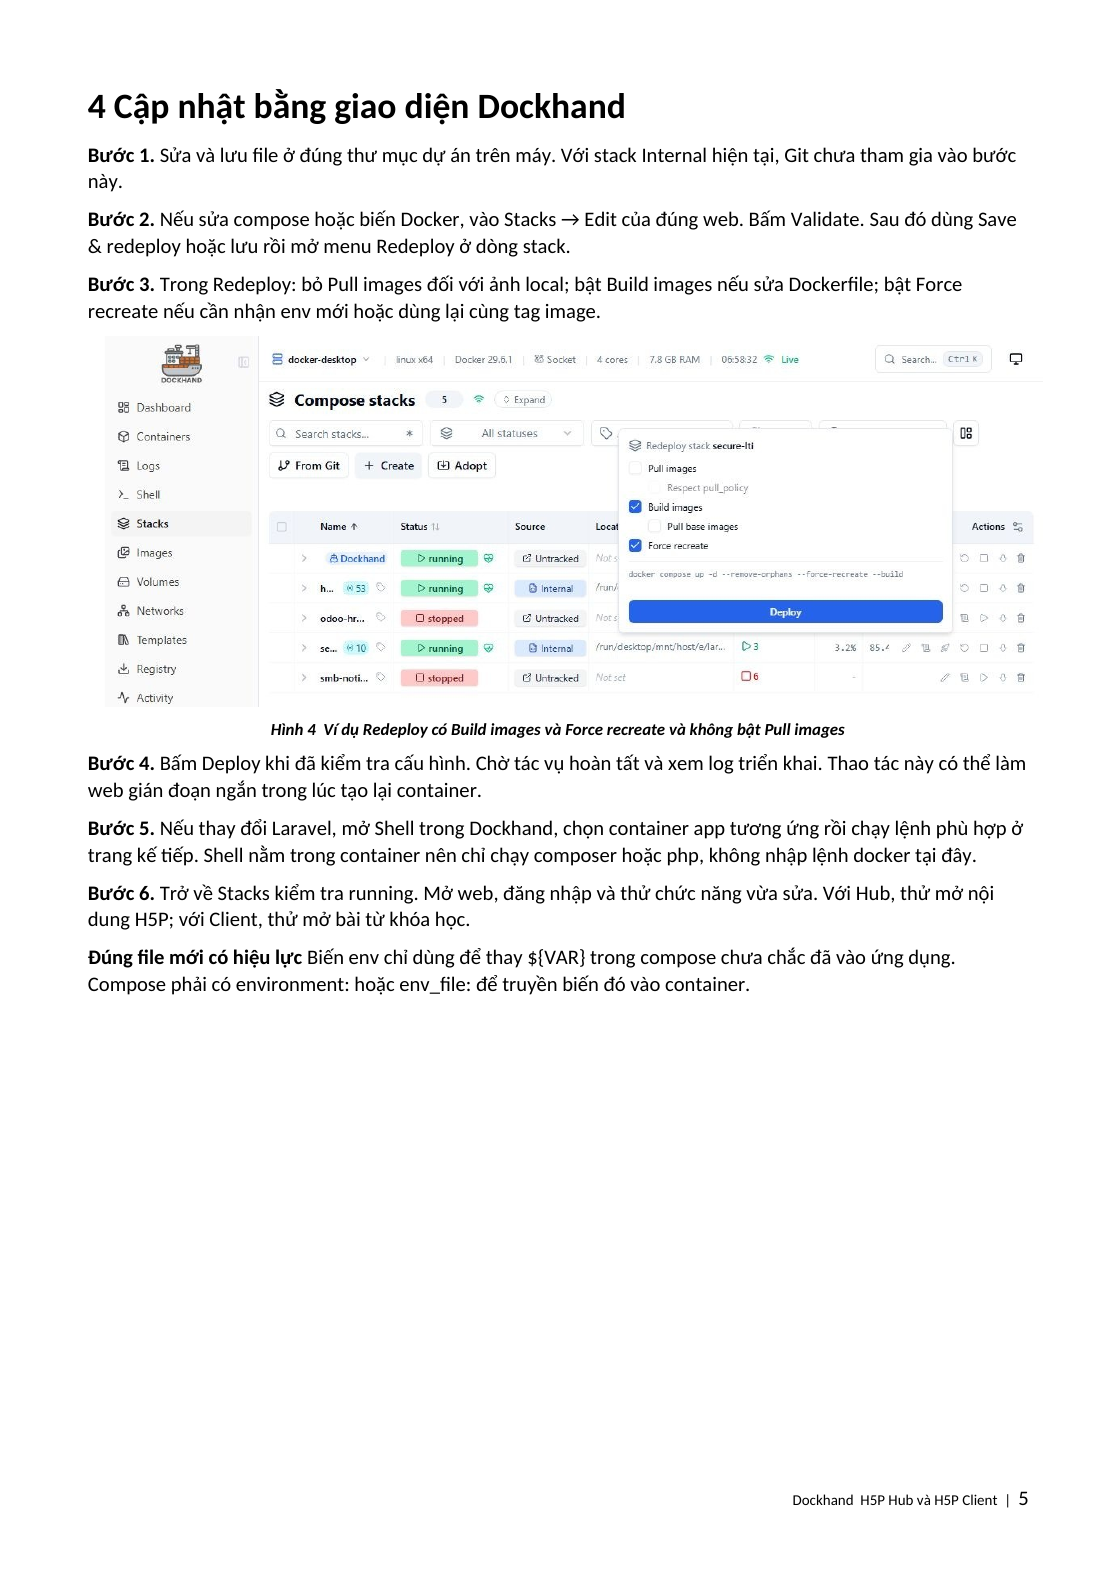 4 Cập nhật bằng giao diện Dockhand
Bước 1. Sửa và lưu file ở đúng thư mục dự án trên máy. Với stack Internal hiện tại, Git chưa tham gia vào bước
này.
Bước 2. Nếu sửa compose hoặc biến Docker, vào Stacks → Edit của đúng web. Bấm Validate. Sau đó dùng Save
& redeploy hoặc lưu rồi mở menu Redeploy ở dòng stack.
Bước 3. Trong Redeploy: bỏ Pull images đối với ảnh local; bật Build images nếu sửa Dockerfile; bật Force
recreate nếu cần nhận env mới hoặc dùng lại cùng tag image.
DOCKHAND
docker-desktop | linux x64 | Docker 29.6.1 | Socket | 4 cores | 7.8 GB RAM | 06:58:32 Live Search... Ctrl K
Dashboard
Containers
Logs
Shell
Stacks
Images
Volumes
Networks
Templates
Registry
Activity
Compose stacks 5 Expand
Search stacks... All statuses
From Git + Create Adopt
Redeploy stack secure-lti
Pull images
Respect pull_policy
Build images
Pull base images
Force recreate
docker compose up -d --remove-orphans --force-recreate --build
Deploy
Name ↑ Status Source Locat Actions
Dockhand running Untracked Not s
h... 53 running Internal /run/
odoo-hr... stopped Untracked Not s
se... 10 running Internal /run/desktop/mnt/host/e/lar... 3 3.2% 85.4
smb-noti... stopped Untracked Not set 6 -
Hình 4 Ví dụ Redeploy có Build images và Force recreate và không bật Pull images
Bước 4. Bấm Deploy khi đã kiểm tra cấu hình. Chờ tác vụ hoàn tất và xem log triển khai. Thao tác này có thể làm
web gián đoạn ngắn trong lúc tạo lại container.
Bước 5. Nếu thay đổi Laravel, mở Shell trong Dockhand, chọn container app tương ứng rồi chạy lệnh phù hợp ở
trang kế tiếp. Shell nằm trong container nên chỉ chạy composer hoặc php, không nhập lệnh docker tại đây.
Bước 6. Trở về Stacks kiểm tra running. Mở web, đăng nhập và thử chức năng vừa sửa. Với Hub, thử mở nội
dung H5P; với Client, thử mở bài từ khóa học.
Đúng file mới có hiệu lực Biến env chỉ dùng để thay ${VAR} trong compose chưa chắc đã vào ứng dụng.
Compose phải có environment: hoặc env_file: để truyền biến đó vào container.
Dockhand H5P Hub và H5P Client | 5